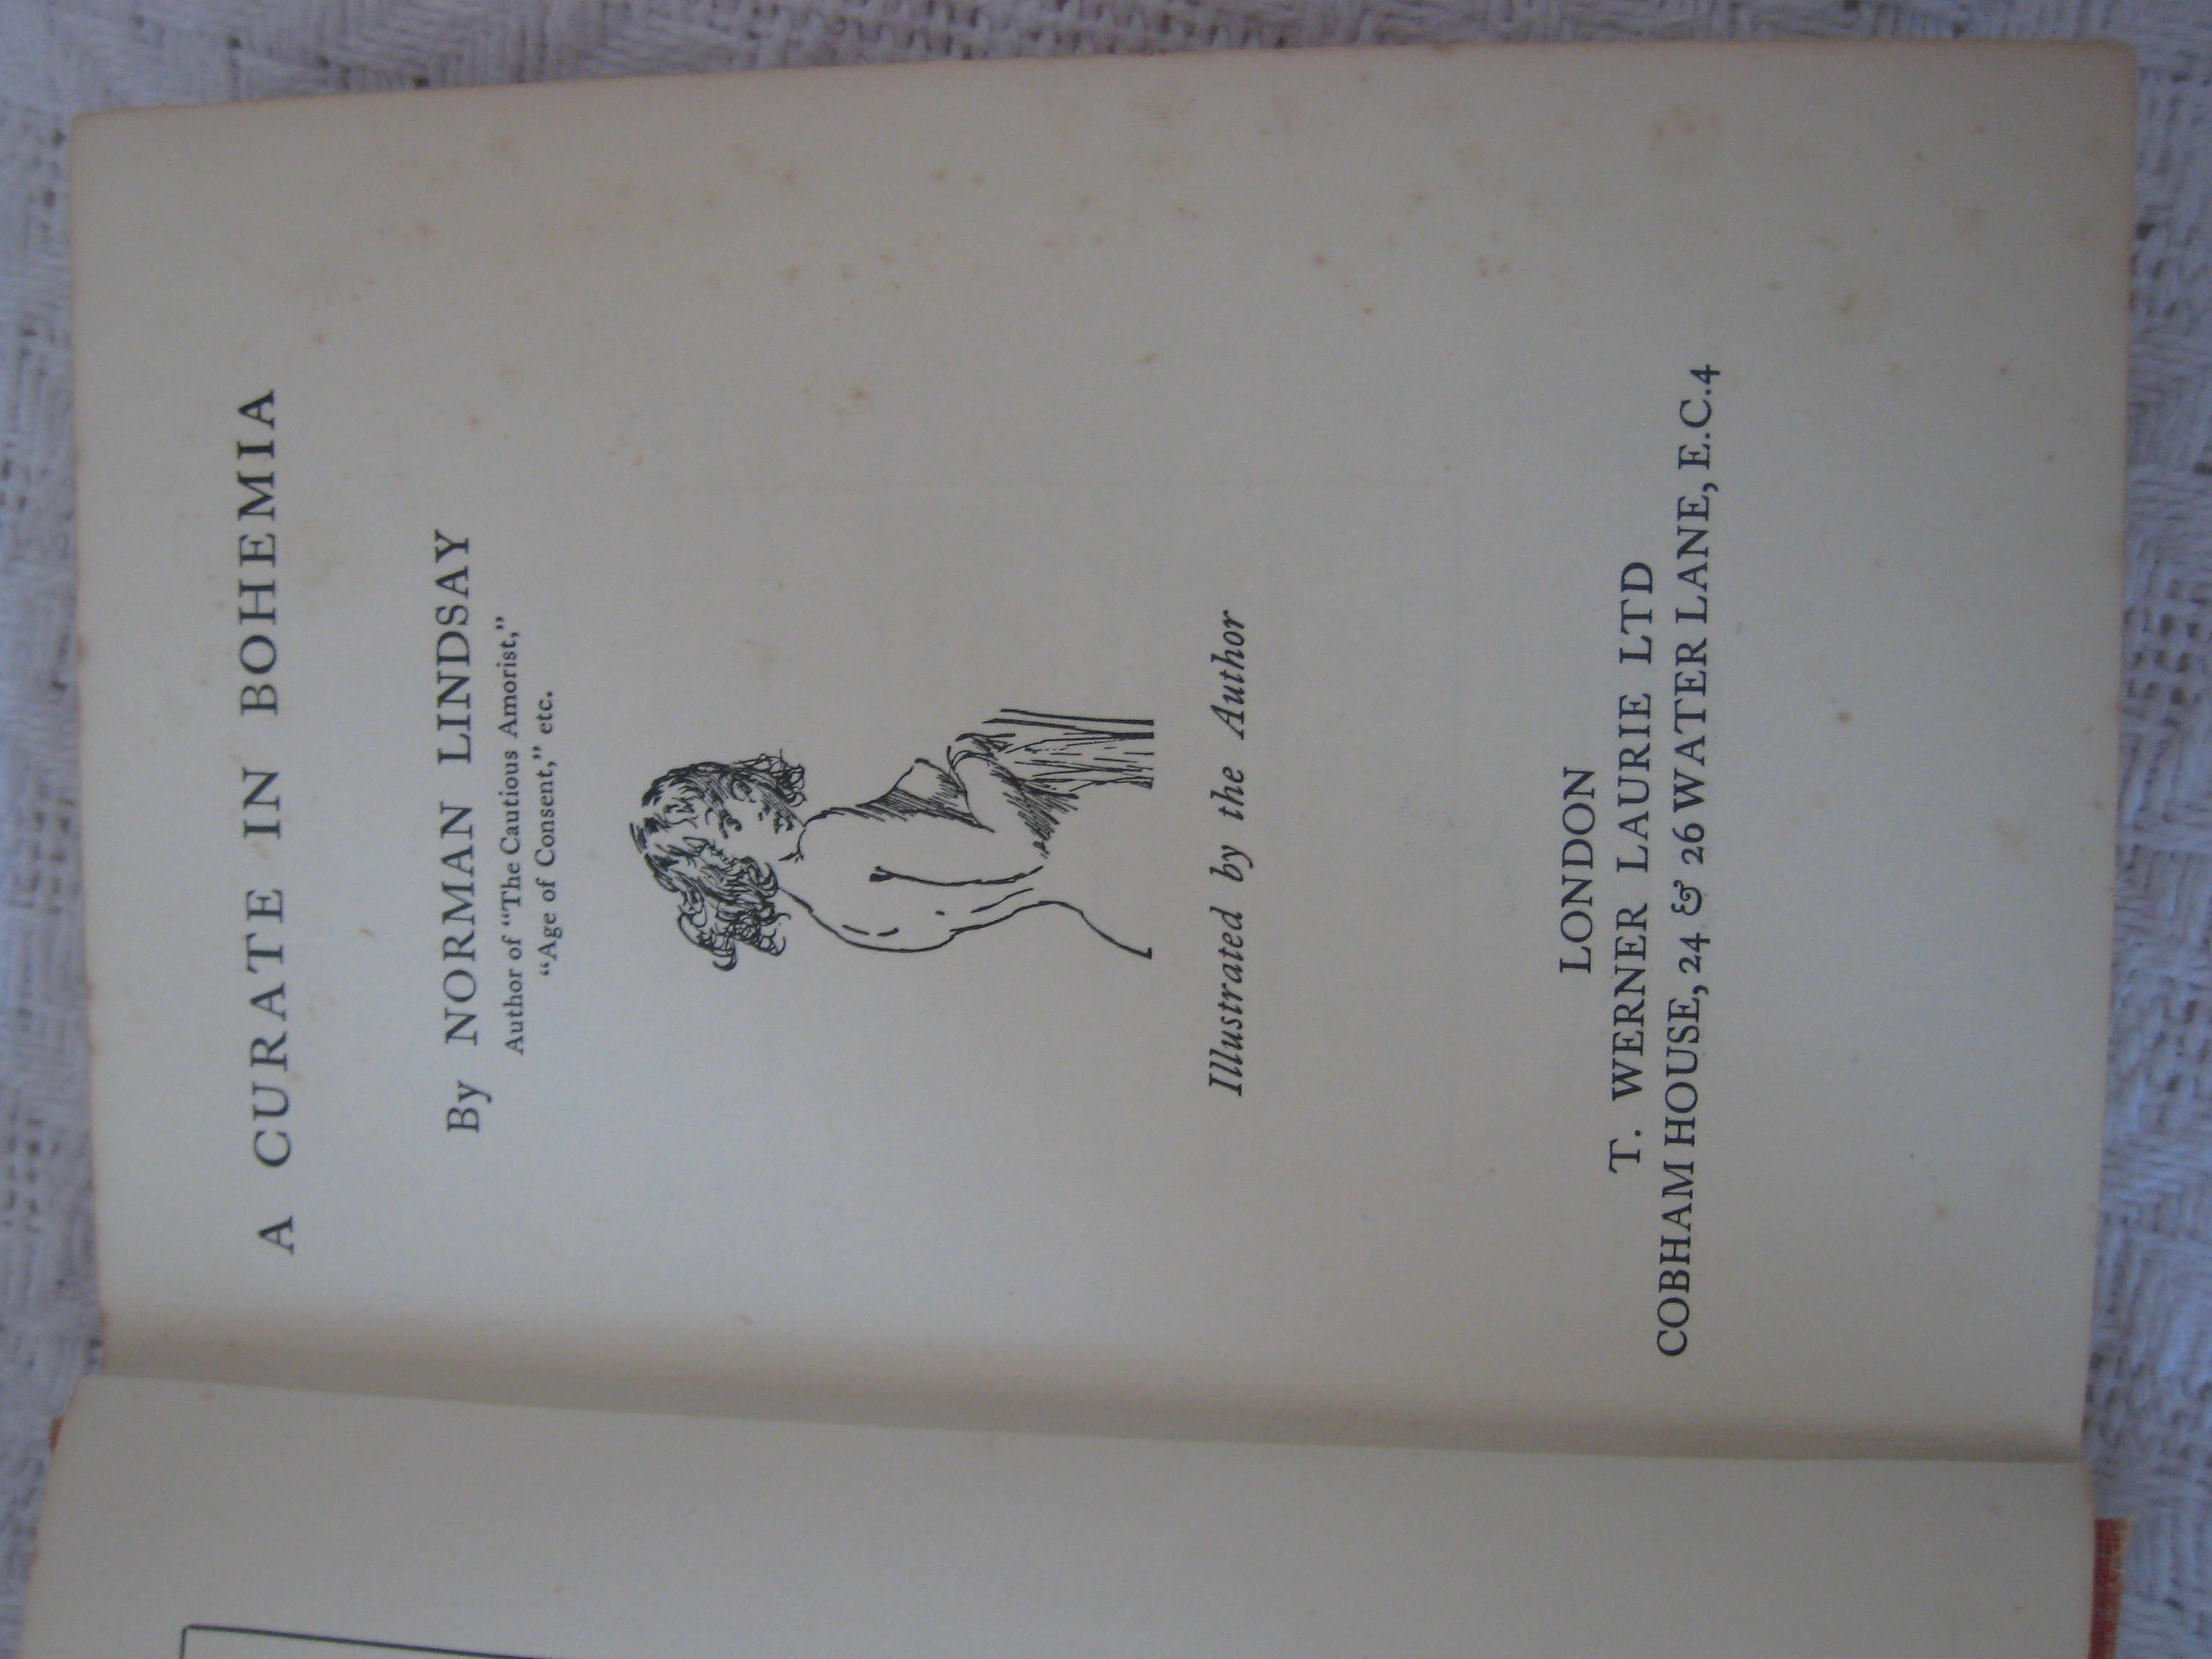 A CURATE IN BOHEMIA
By NORMAN LINDSAY
Author of “The Cautious Amorist,”
“Age of Consent,” etc.
Illustrated by the Author
LONDON
T. WERNER LAURIE LTD
COBHAM HOUSE, 24 & 26 WATER LANE, E.C.4